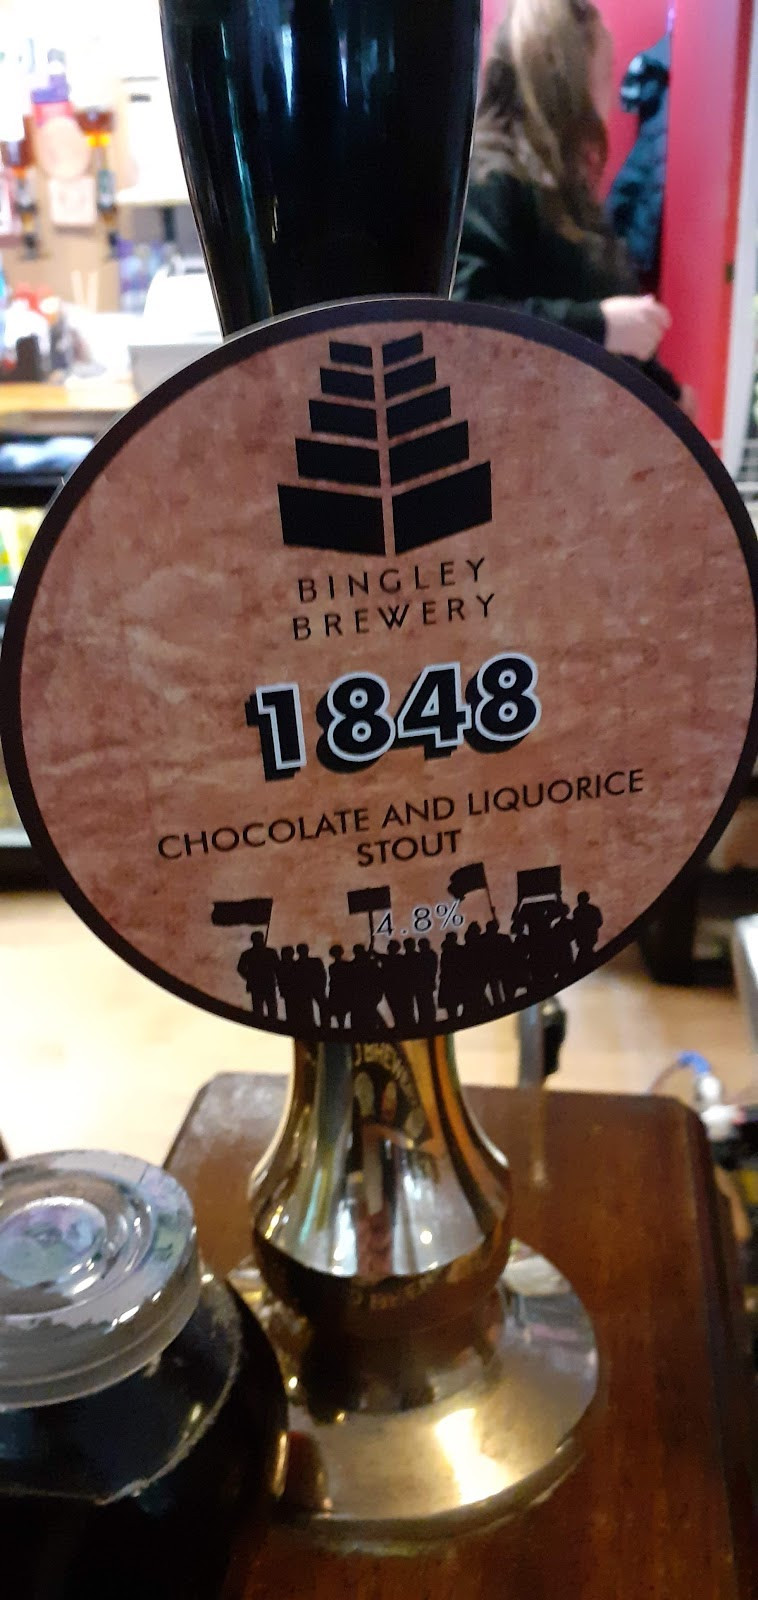 BINGLEY
BREWERY
1848
CHOCOLATE AND LIQUORICE
STOUT
4.8%